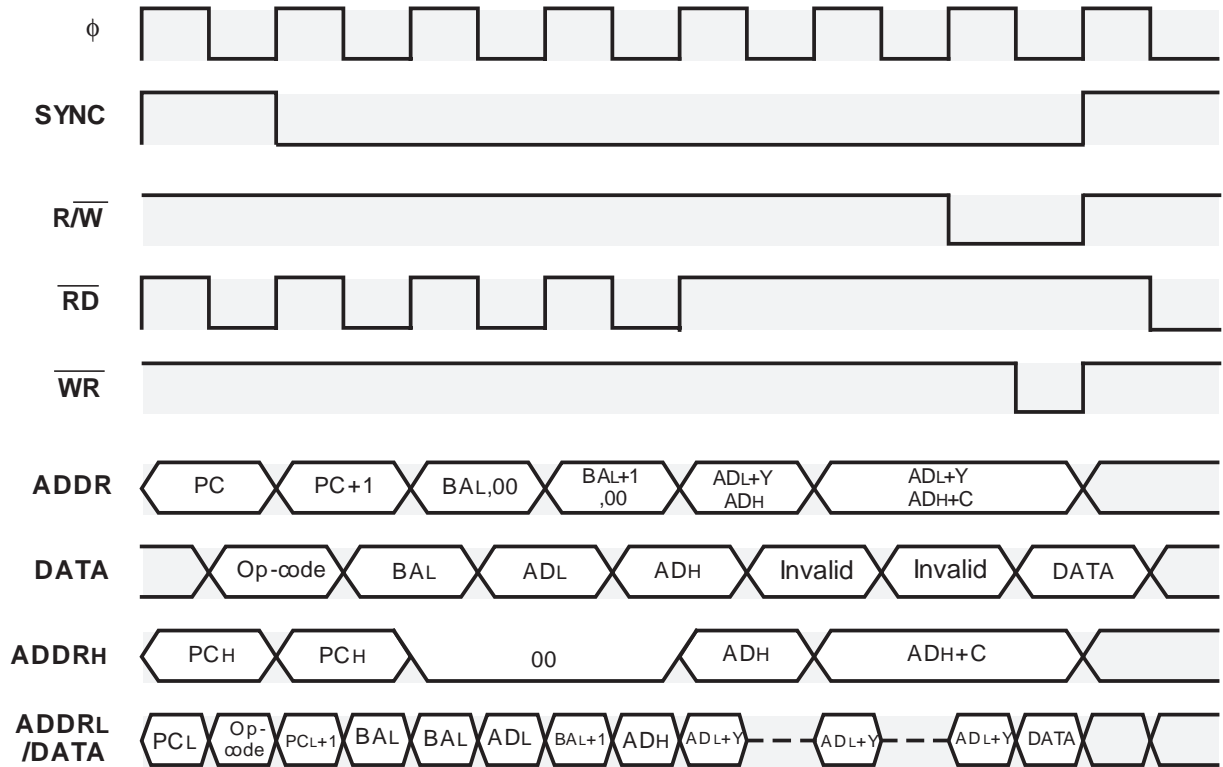 ϕ
SYNC
R/W
RD
WR
ADDR
PC
PC+1
BAL,00
BAL+1
,00
ADL+Y
ADH
ADL+Y
ADH+C
DATA
Op-code
BAL
ADL
ADH
Invalid
Invalid
DATA
ADDRH
PCH
PCH
00
ADH
ADH+C
ADDRL
/DATA
PCL
Op-
code
PCL+1
BAL
BAL
ADL
BAL+1
ADH
ADL+Y
ADL+Y
ADL+Y
DATA